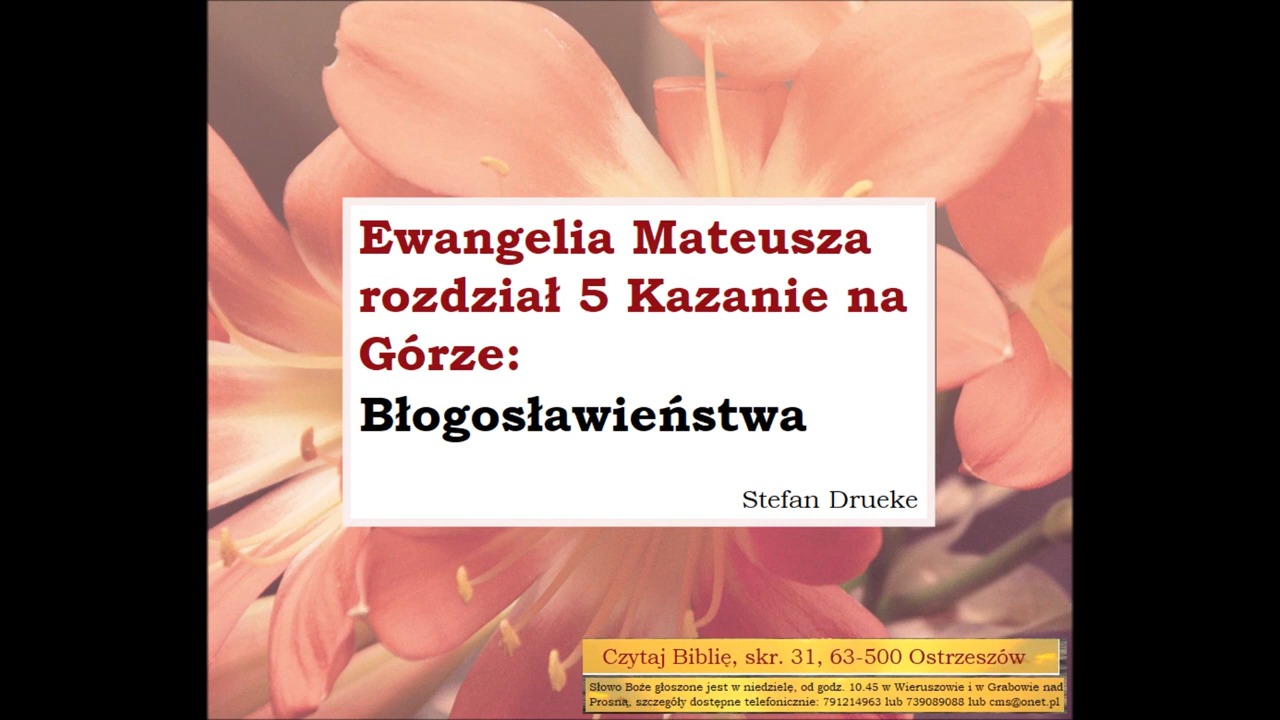 Ewangelia Mateusza
rozdział 5 Kazanie na
Górze:
Błogosławieństwa
Stefan Drueke
Czytaj Biblię, skr. 31, 63-500 Ostrzeszów
Słowo Boże głoszone jest w niedzielę, od godz. 10.45 w Wieruszowie i w Grabowie nad
Prosną, szczegóły dostępne telefonicznie: 791214963 lub 739089088 lub cms@onet.pl